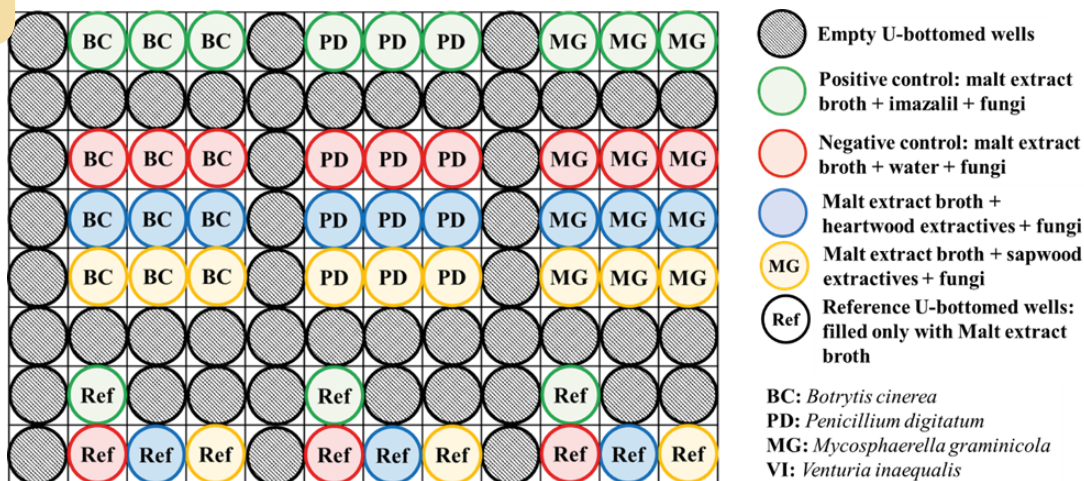 BC BC BC PD PD PD MG MG MG
BC BC BC PD PD PD MG MG MG
BC BC BC PD PD PD MG MG MG
BC BC BC PD PD PD MG MG MG
Ref Ref Ref
Ref Ref Ref Ref Ref Ref Ref Ref Ref
Empty U-bottomed wells
Positive control: malt extract
broth + imazalil + fungi
Negative control: malt extract
broth + water + fungi
Malt extract broth +
heartwood extractives + fungi
MG Malt extract broth + sapwood
extractives + fungi
Ref Reference U-bottomed wells:
filled only with Malt extract
broth
BC: Botrytis cinerea
PD: Penicillium digitatum
MG: Mycosphaerella graminicola
VI: Venturia inaequalis